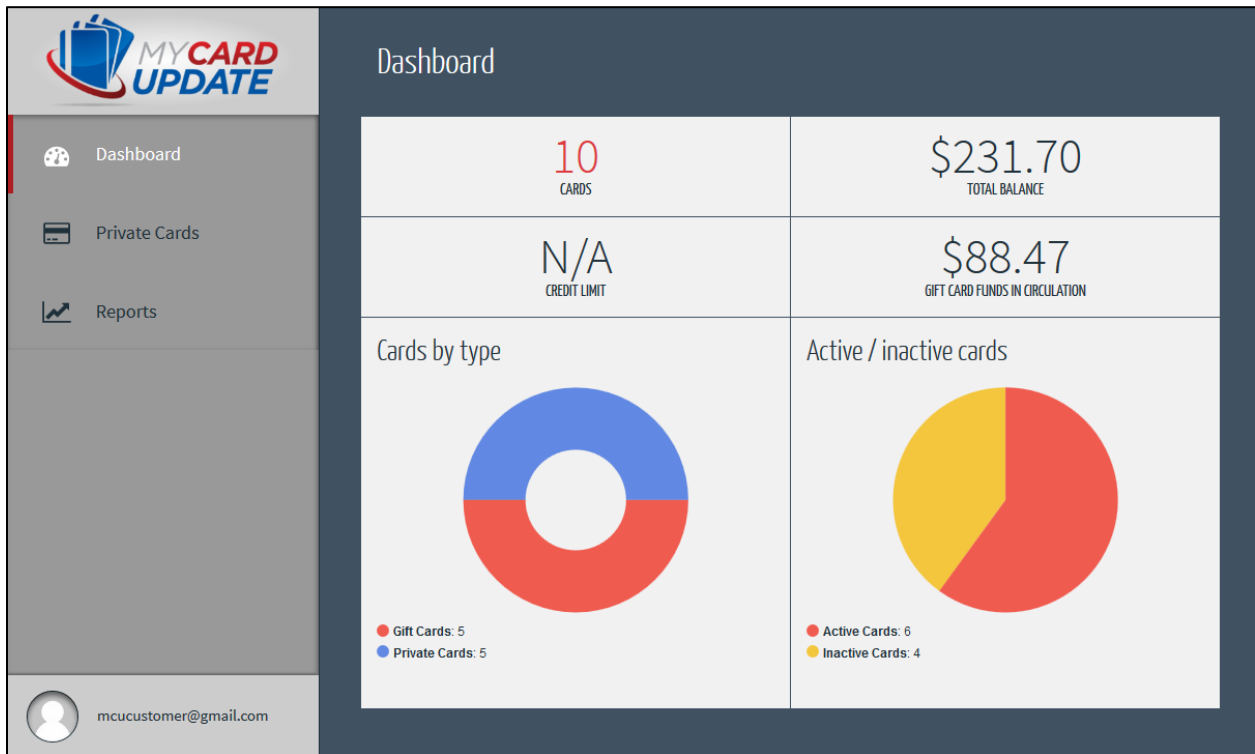 MYCARD
UPDATE
Dashboard
Private Cards
Reports
mcucustomer@gmail.com
Dashboard
10
CARDS
$231.70
TOTAL BALANCE
N/A
CREDIT LIMIT
$88.47
GIFT CARD FUNDS IN CIRCULATION
Cards by type
Gift Cards: 5
Private Cards: 5
Active / inactive cards
Active Cards: 6
Inactive Cards: 4